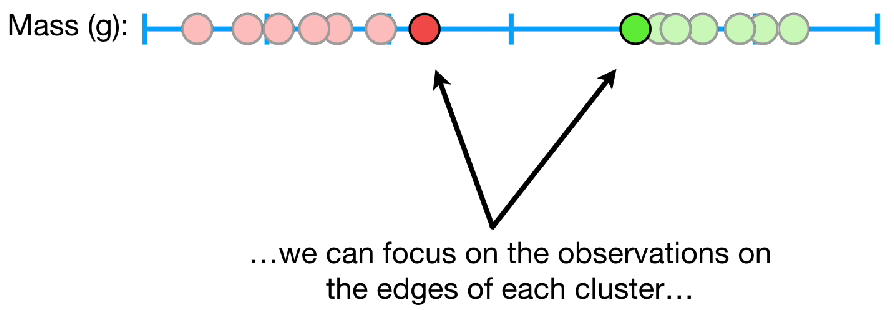 Mass (g):
…we can focus on the observations on
the edges of each cluster…